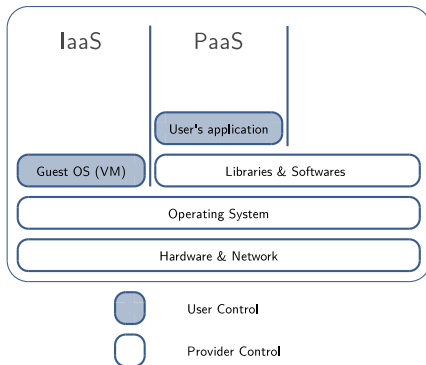 IaaS
PaaS
User's application
Guest OS (VM)
Libraries & Softwares
Operating System
Hardware & Network
User Control
Provider Control